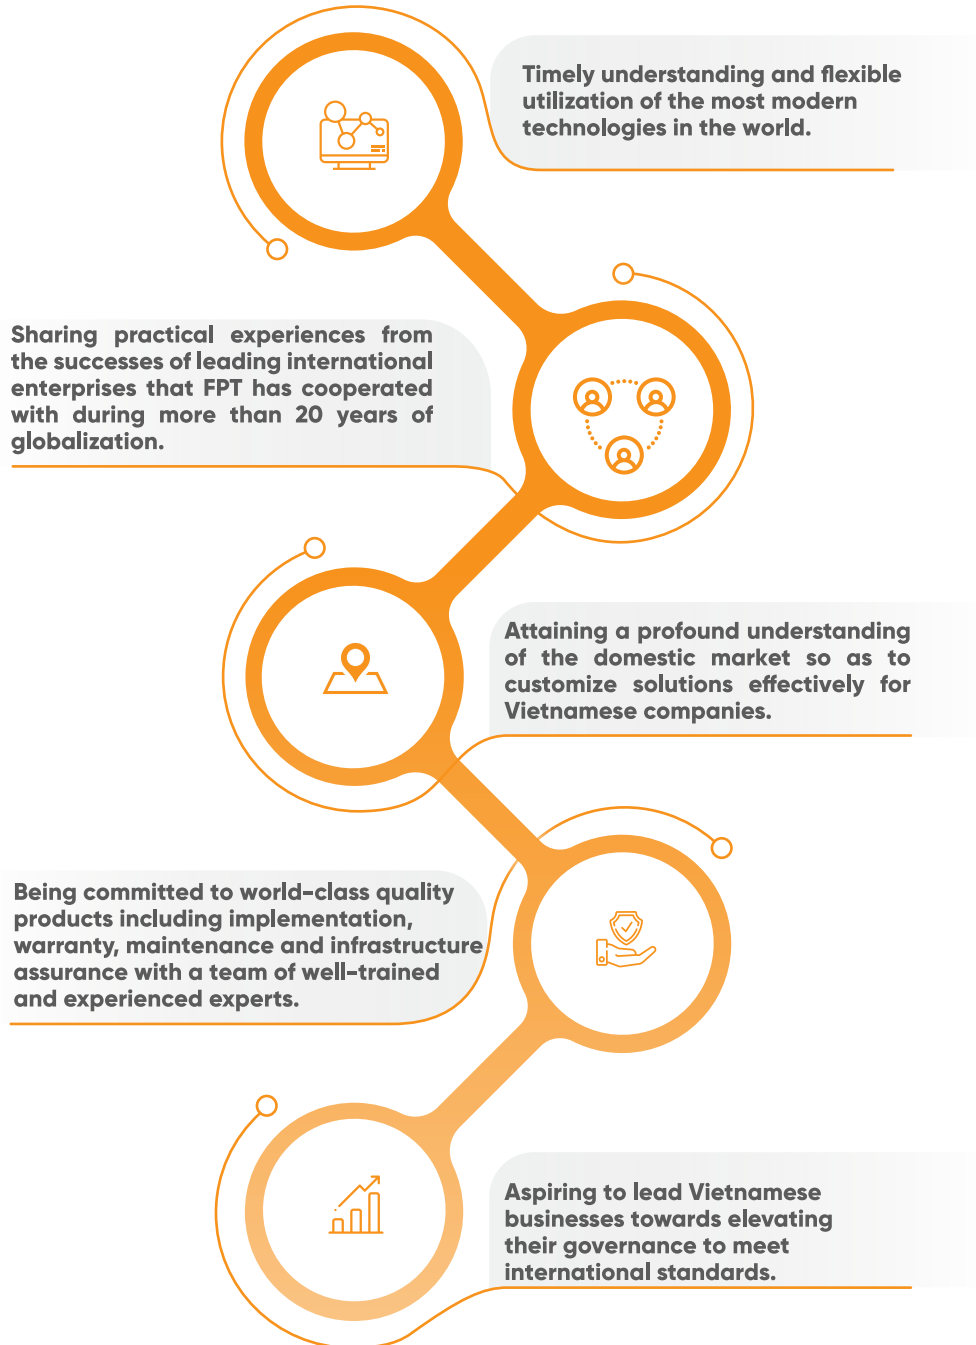 Timely understanding and flexible
utilization of the most modern
technologies in the world.
Sharing practical experiences from
the successes of leading international
enterprises that FPT has cooperated
with during more than 20 years of
globalization.
Attaining a profound understanding
of the domestic market so as to
customize solutions effectively for
Vietnamese companies.
Being committed to world-class quality
products including implementation,
warranty, maintenance and infrastructure
assurance with a team of well-trained
and experienced experts.
Aspiring to lead Vietnamese
businesses towards elevating
their governance to meet
international standards.